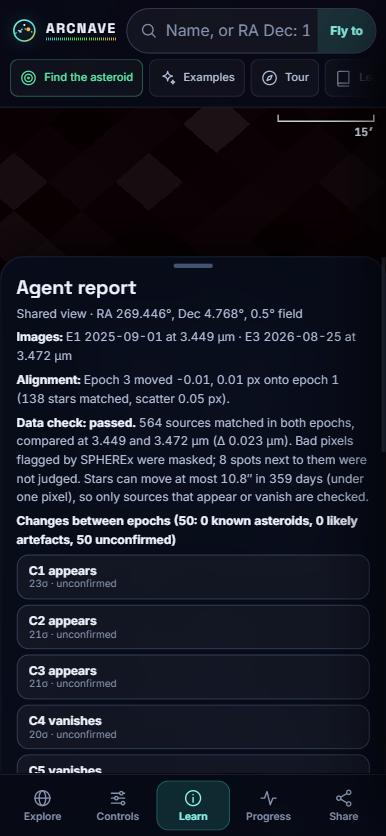 ARCNAVE
Name, or RA Dec: 1
Fly to
Find the asteroid
Examples
Tour
15′
Agent report
Shared view · RA 269.446°, Dec 4.768°, 0.5° field
Images: E1 2025-09-01 at 3.449 μm · E3 2026-08-25 at
3.472 μm
Alignment: Epoch 3 moved -0.01, 0.01 px onto epoch 1
(138 stars matched, scatter 0.05 px).
Data check: passed. 564 sources matched in both epochs,
compared at 3.449 and 3.472 μm (Δ 0.023 μm). Bad pixels
flagged by SPHEREx were masked; 8 spots next to them were
not judged. Stars can move at most 10.8″ in 359 days (under
one pixel), so only sources that appear or vanish are checked.
Changes between epochs (50: 0 known asteroids, 0 likely
artefacts, 50 unconfirmed)
C1 appears
23σ · unconfirmed
C2 appears
21σ · unconfirmed
C3 appears
21σ · unconfirmed
C4 vanishes
20σ · unconfirmed
C5 vanishes
Explore
Controls
Learn
Progress
Share